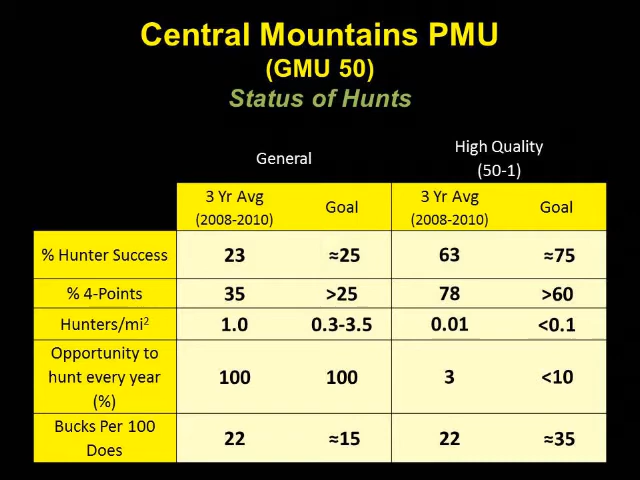 Central Mountains PMU
(GMU 50)
Status of Hunts
General
High Quality
(50-1)
3 Yr Avg
(2008-2010)
Goal
3 Yr Avg
(2008-2010)
Goal
% Hunter Success
23
≈25
63
≈75
% 4-Points
35
>25
78
>60
Hunters/mi²
1.0
0.3-3.5
0.01
<0.1
Opportunity to
hunt every year
(%)
100
100
3
<10
Bucks Per 100
Does
22
≈15
22
≈35